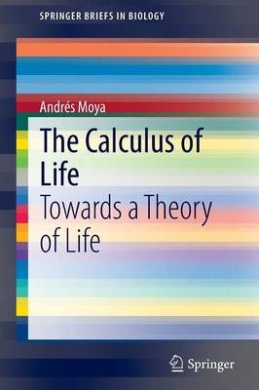 SPRINGER BRIEFS IN BIOLOGY
Andrés Moya
The Calculus of
Life
Towards a Theory
of Life
Springer